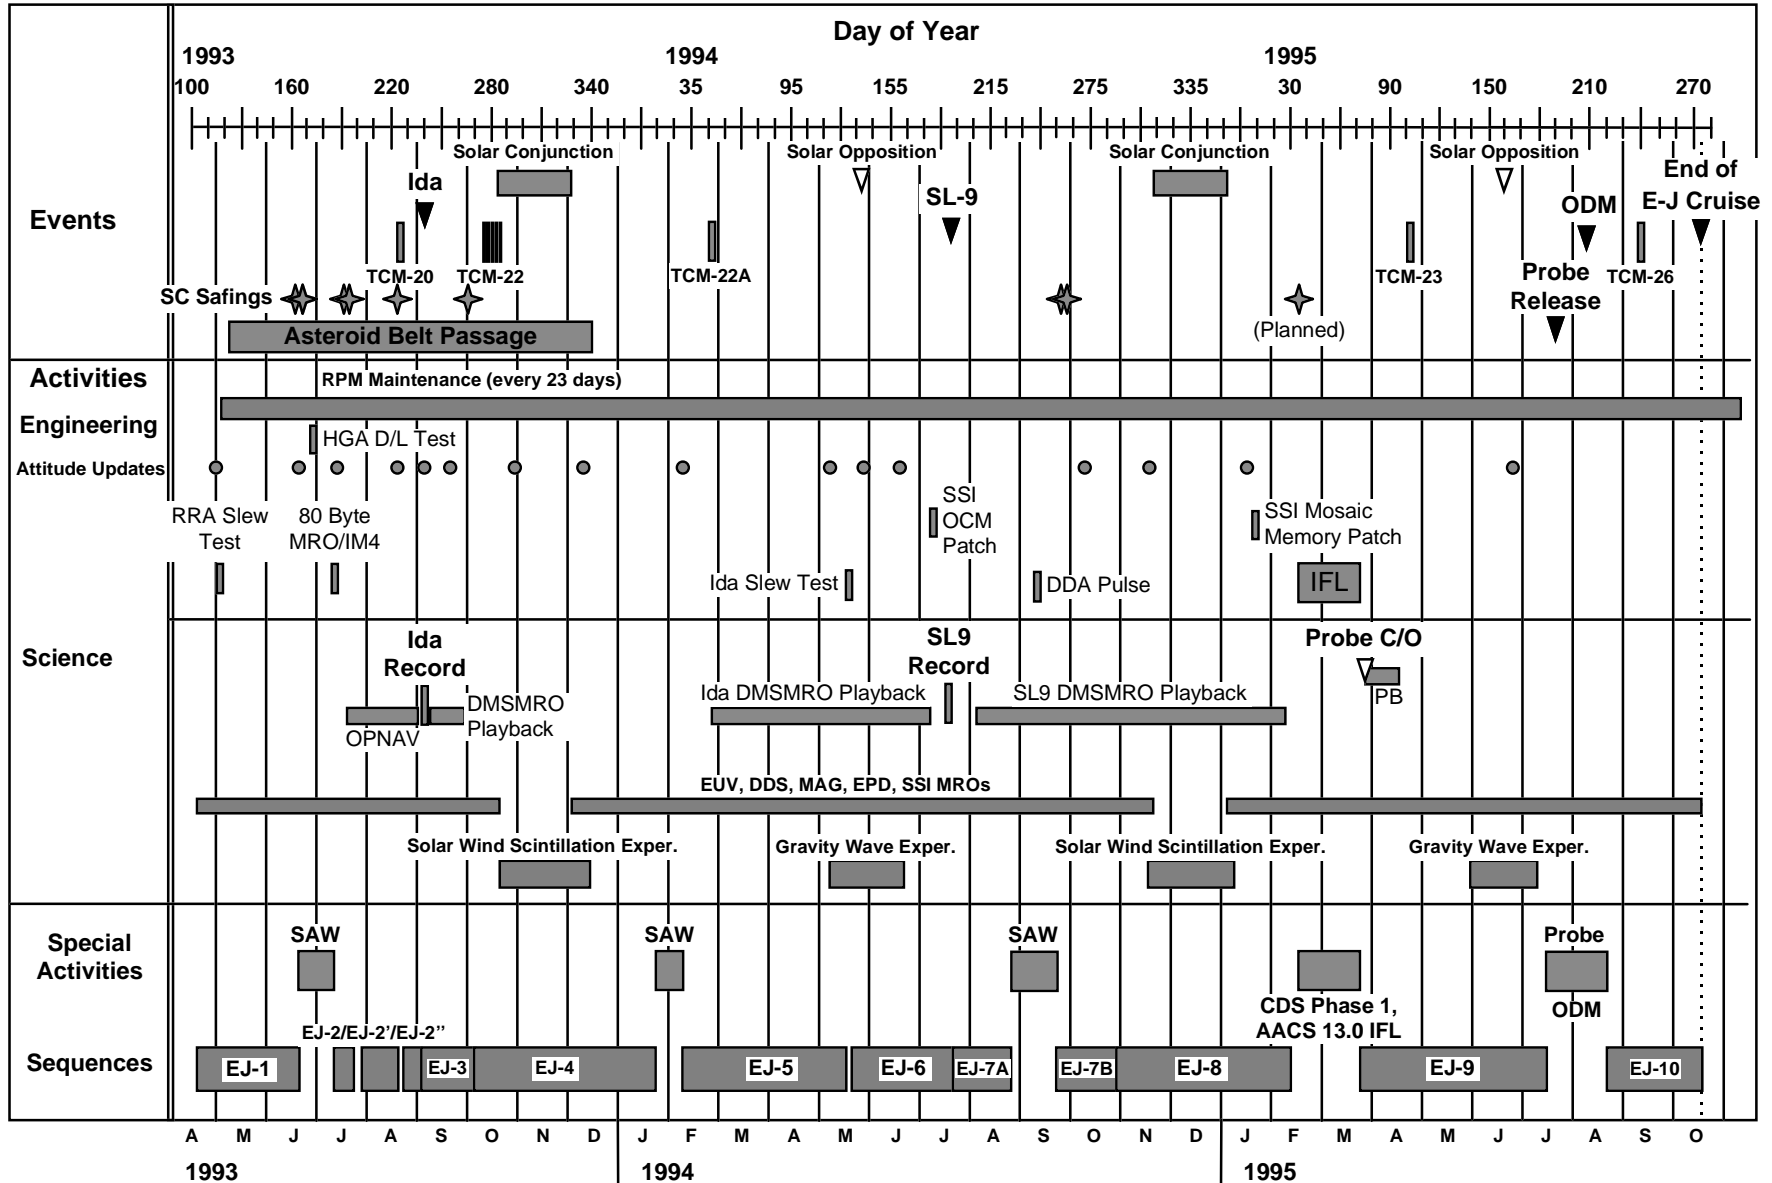 Day of Year
1993 1994 1995
100 160 220 280 340 35 95 155 215 275 335 30 90 150 210 270
Solar Conjunction Solar Opposition Solar Conjunction Solar Opposition
Events
Ida
SL-9
ODM
End of
E-J Cruise
TCM-20 TCM-22 TCM-22A TCM-23
Probe
Release
TCM-26
SC Safings
(Planned)
Asteroid Belt Passage
Activities
RPM Maintenance (every 23 days)
Engineering
HGA D/L Test
Attitude Updates
RRA Slew
Test
80 Byte
MRO/IM4
SSI
OCM
Patch
SSI Mosaic
Memory Patch
Ida Slew Test
DDA Pulse
IFL
Science
Ida
Record
SL9
Record
Probe C/O
PB
OPNAV
DMSMRO
Playback
Ida DMSMRO Playback
SL9 DMSMRO Playback
EUV, DDS, MAG, EPD, SSI MROs
Solar Wind Scintillation Exper. Gravity Wave Exper. Solar Wind Scintillation Exper. Gravity Wave Exper.
Special
Activities
SAW SAW SAW
CDS Phase 1,
AACS 13.0 IFL
Probe
ODM
EJ-2/EJ-2’/EJ-2’’
Sequences
EJ-1 EJ-3 EJ-4 EJ-5 EJ-6 EJ-7A EJ-7B EJ-8 EJ-9 EJ-10
A M J J A S O N D J F M A M J J A S O N D J F M A M J J A S O
1993 1994 1995